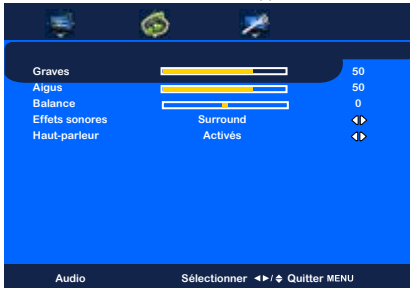 Graves 50
Aigus 50
Balance 0
Effets sonores Surround
Haut-parleur Activés
Audio Sélectionner ◄►/ Quitter MENU